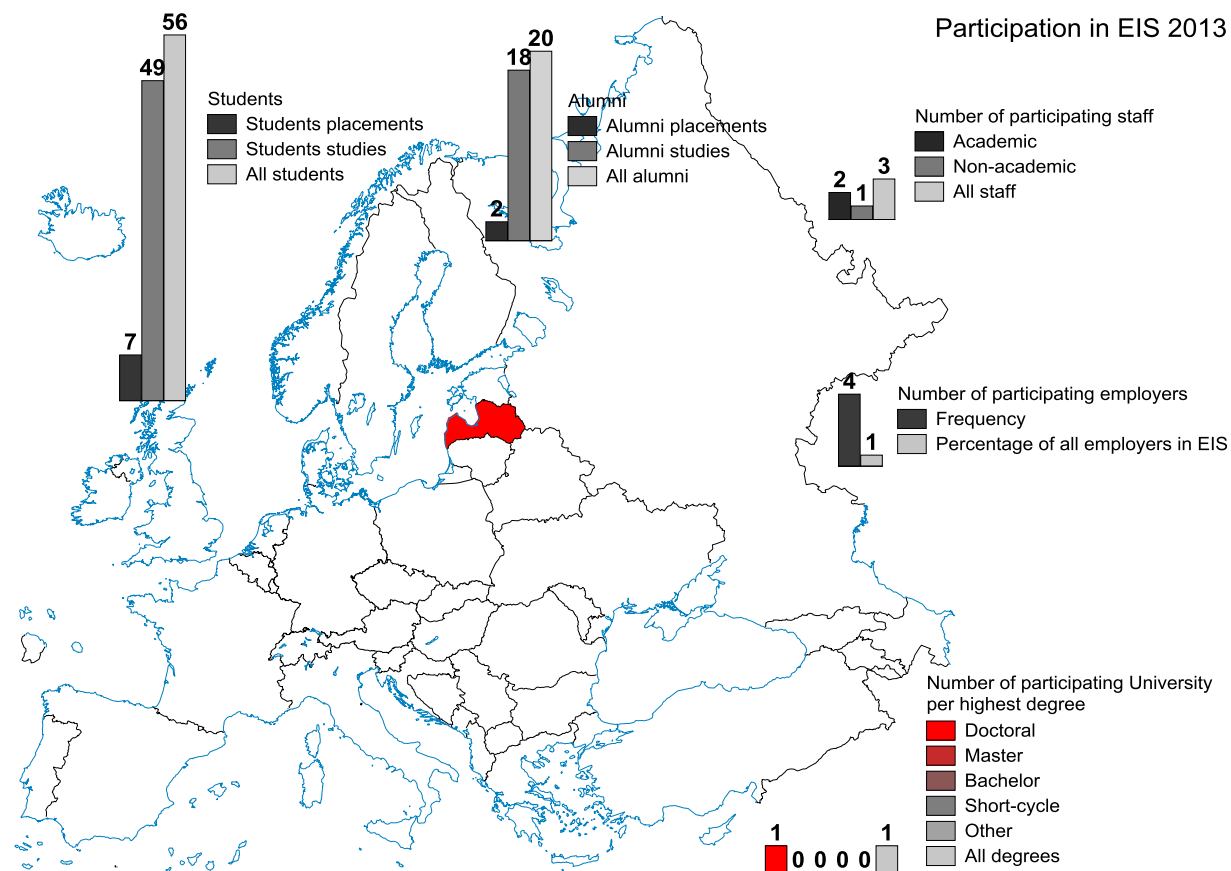 Participation in EIS 2013
56
49
7
Students
Students placements
Students studies
All students
20
18
2
Alumni
Alumni placements
Alumni studies
All alumni
Number of participating staff
Academic
Non-academic
All staff
2
1
3
4
1
Number of participating employers
Frequency
Percentage of all employers in EIS
Number of participating University
per highest degree
Doctoral
Master
Bachelor
Short-cycle
Other
All degrees
1 0 0 0 0 1